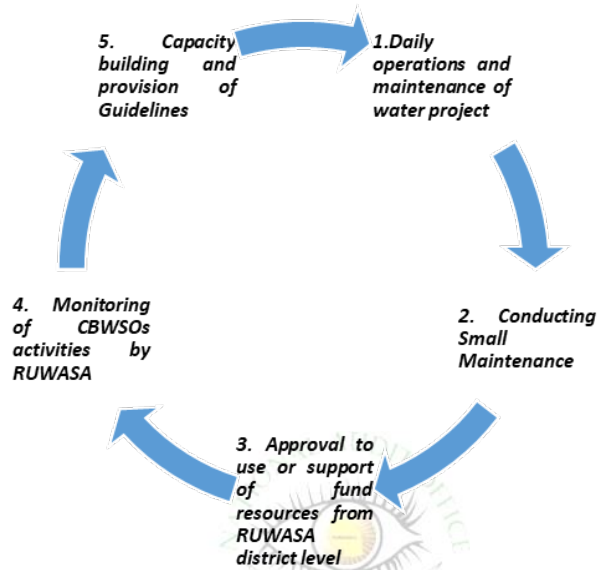 5. Capacity
building and
provision of
Guidelines
1.Daily
operations and
maintenance of
water project
2. Conducting
Small
Maintenance
3. Approval to
use or support
of fund
resources from
RUWASA
district level
4. Monitoring
of CBWSOs
activities by
RUWASA